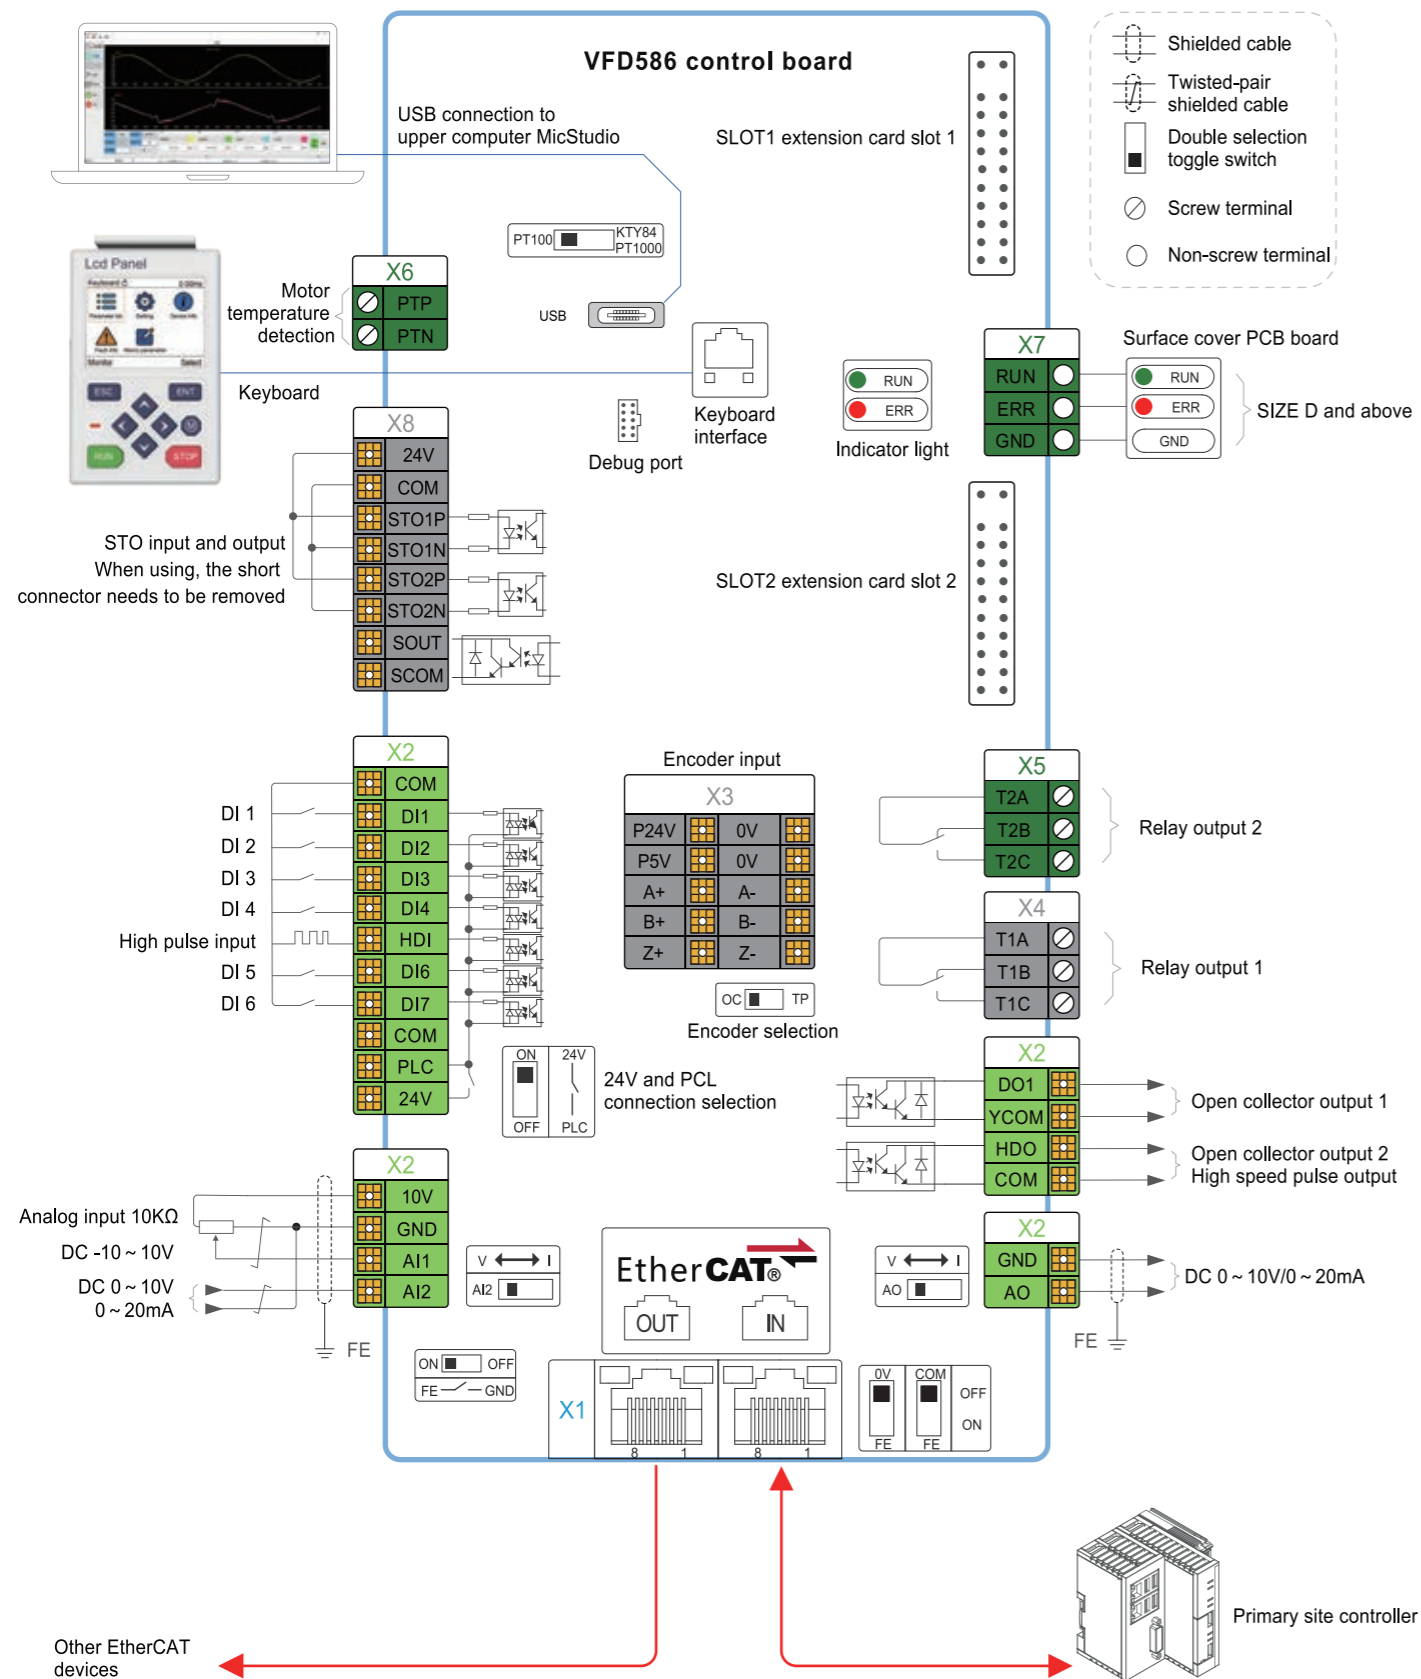 VFD586 control board
USB connection to
upper computer MicStudio
SLOT1 extension card slot 1
Shielded cable
Twisted-pair
shielded cable
Double selection
toggle switch
Screw terminal
Non-screw terminal
PT100
KTY84
PT1000
USB
Lcd Panel
ESC
ENT
M
RUN
STOP
Monitor
Select
Keyboard
X6
PTP
PTN
Motor
temperature
detection
Keyboard
interface
Debug port
RUN
ERR
Indicator light
X7
RUN
ERR
GND
Surface cover PCB board
RUN
ERR
GND
SIZE D and above
X8
24V
COM
STO1P
STO1N
STO2P
STO2N
SOUT
SCOM
STO input and output
When using, the short
connector needs to be removed
SLOT2 extension card slot 2
X2
COM
DI1
DI2
DI3
DI4
HDI
DI6
DI7
COM
PLC
24V
DI 1
DI 2
DI 3
DI 4
High pulse input
DI 5
DI 6
Encoder input
X3
P24V 0V
P5V 0V
A+ A-
B+ B-
Z+ Z-
OC TP
Encoder selection
ON 24V
OFF PLC
24V and PCL
connection selection
X5
T2A
T2B
T2C
Relay output 2
X4
T1A
T1B
T1C
Relay output 1
X2
DO1
YCOM
HDO
COM
Open collector output 1
Open collector output 2
High speed pulse output
X2
10V
GND
AI1
AI2
Analog input 10KΩ
DC -10 ~ 10V
DC 0 ~ 10V
0 ~ 20mA
FE
V I
AI2
EtherCAT®
OUT IN
V I
AO
X2
GND
AO
DC 0 ~ 10V/0 ~ 20mA
FE
ON OFF
FE GND
X1
8 1
8 1
0V COM
OFF
ON
FE FE
Other EtherCAT
devices
Primary site controller